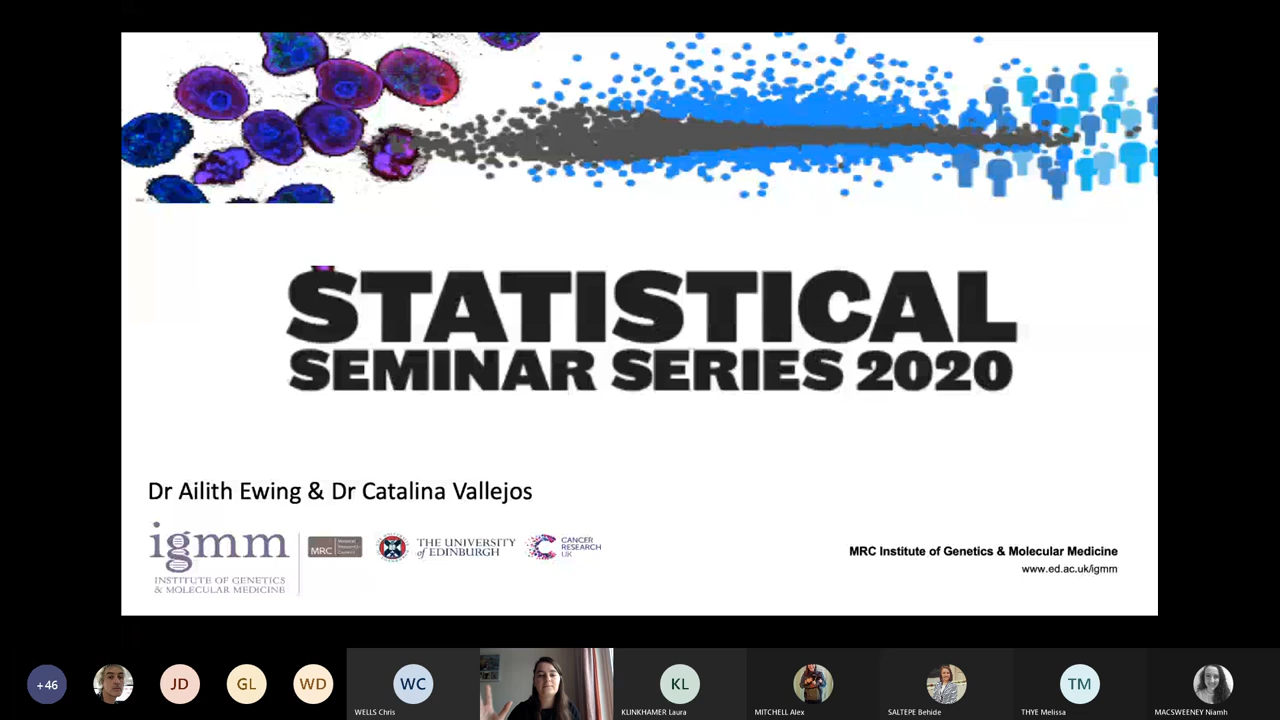 STATISTICAL
SEMINAR SERIES 2020
Dr Ailith Ewing & Dr Catalina Vallejos
igmm
INSTITUTE OF GENETICS
& MOLECULAR MEDICINE
MRC
THE UNIVERSITY
of EDINBURGH
CANCER
RESEARCH
UK
MRC Institute of Genetics & Molecular Medicine
www.ed.ac.uk/igmm
+46
JD
GL
WD
WC
WELLS Chris
KL
KLINKHAMER Laura
MITCHELL Alex
SALTEPE Behide
TM
THYE Melissa
MACSWEENEY Niamh